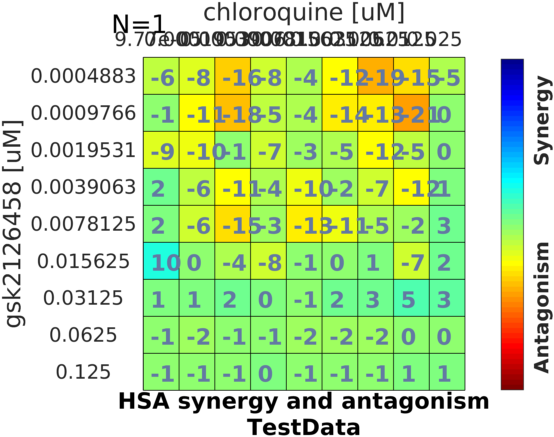 chloroquine [uM]
N=1
0.0004883 -6 -8 -16 -8 -4 -12 -19 -15 -5
0.0009766 -1 -11 -18 -5 -4 -14 -13 -21 0
0.0019531 -9 -10 -1 -7 -3 -5 -12 -5 0
0.0039063 2 -6 -11 -4 -10 -2 -7 -12 1
0.0078125 2 -6 -15 -3 -13 -11 -5 -2 3
0.015625 10 0 -4 -8 -1 0 1 -7 2
0.03125 1 1 2 0 -1 2 3 5 3
0.0625 -1 -2 -1 -1 -2 -2 -2 0 0
0.125 -1 -1 -1 0 -1 -1 -1 1 1
gsk2126458 [uM]
Synergy
Antagonism
HSA synergy and antagonism
TestData